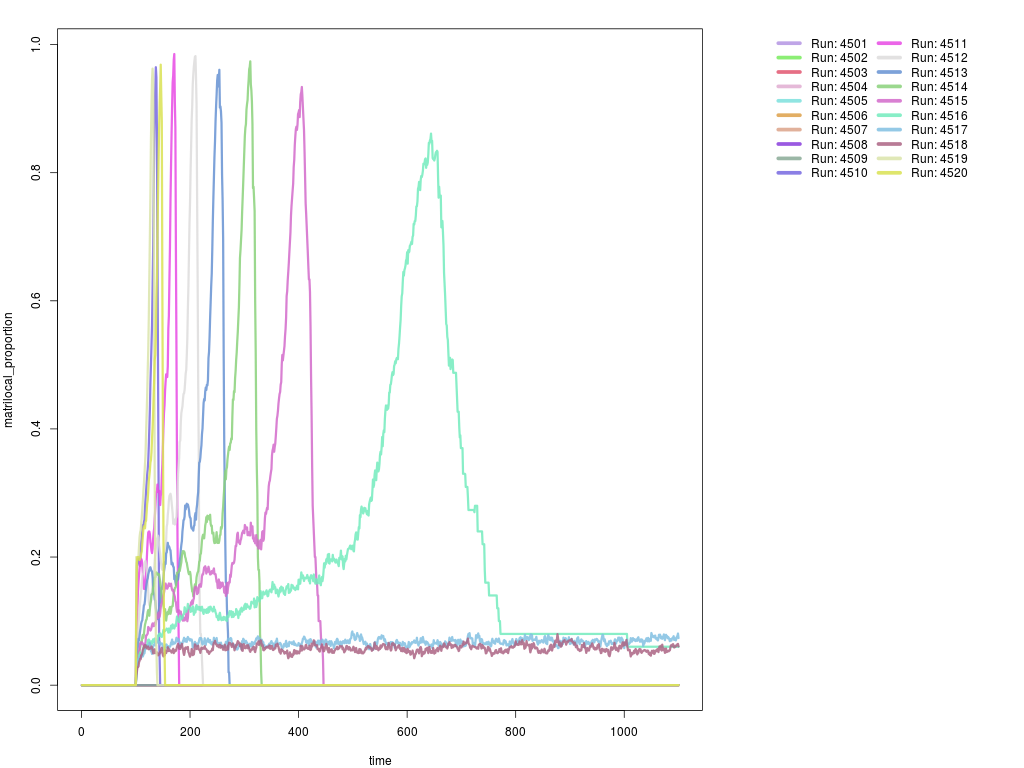 1.0
0.8
0.6
0.4
0.2
0.0
matrilocal_proportion
0 200 400 600 800 1000
time
Run: 4501
Run: 4502
Run: 4503
Run: 4504
Run: 4505
Run: 4506
Run: 4507
Run: 4508
Run: 4509
Run: 4510
Run: 4511
Run: 4512
Run: 4513
Run: 4514
Run: 4515
Run: 4516
Run: 4517
Run: 4518
Run: 4519
Run: 4520